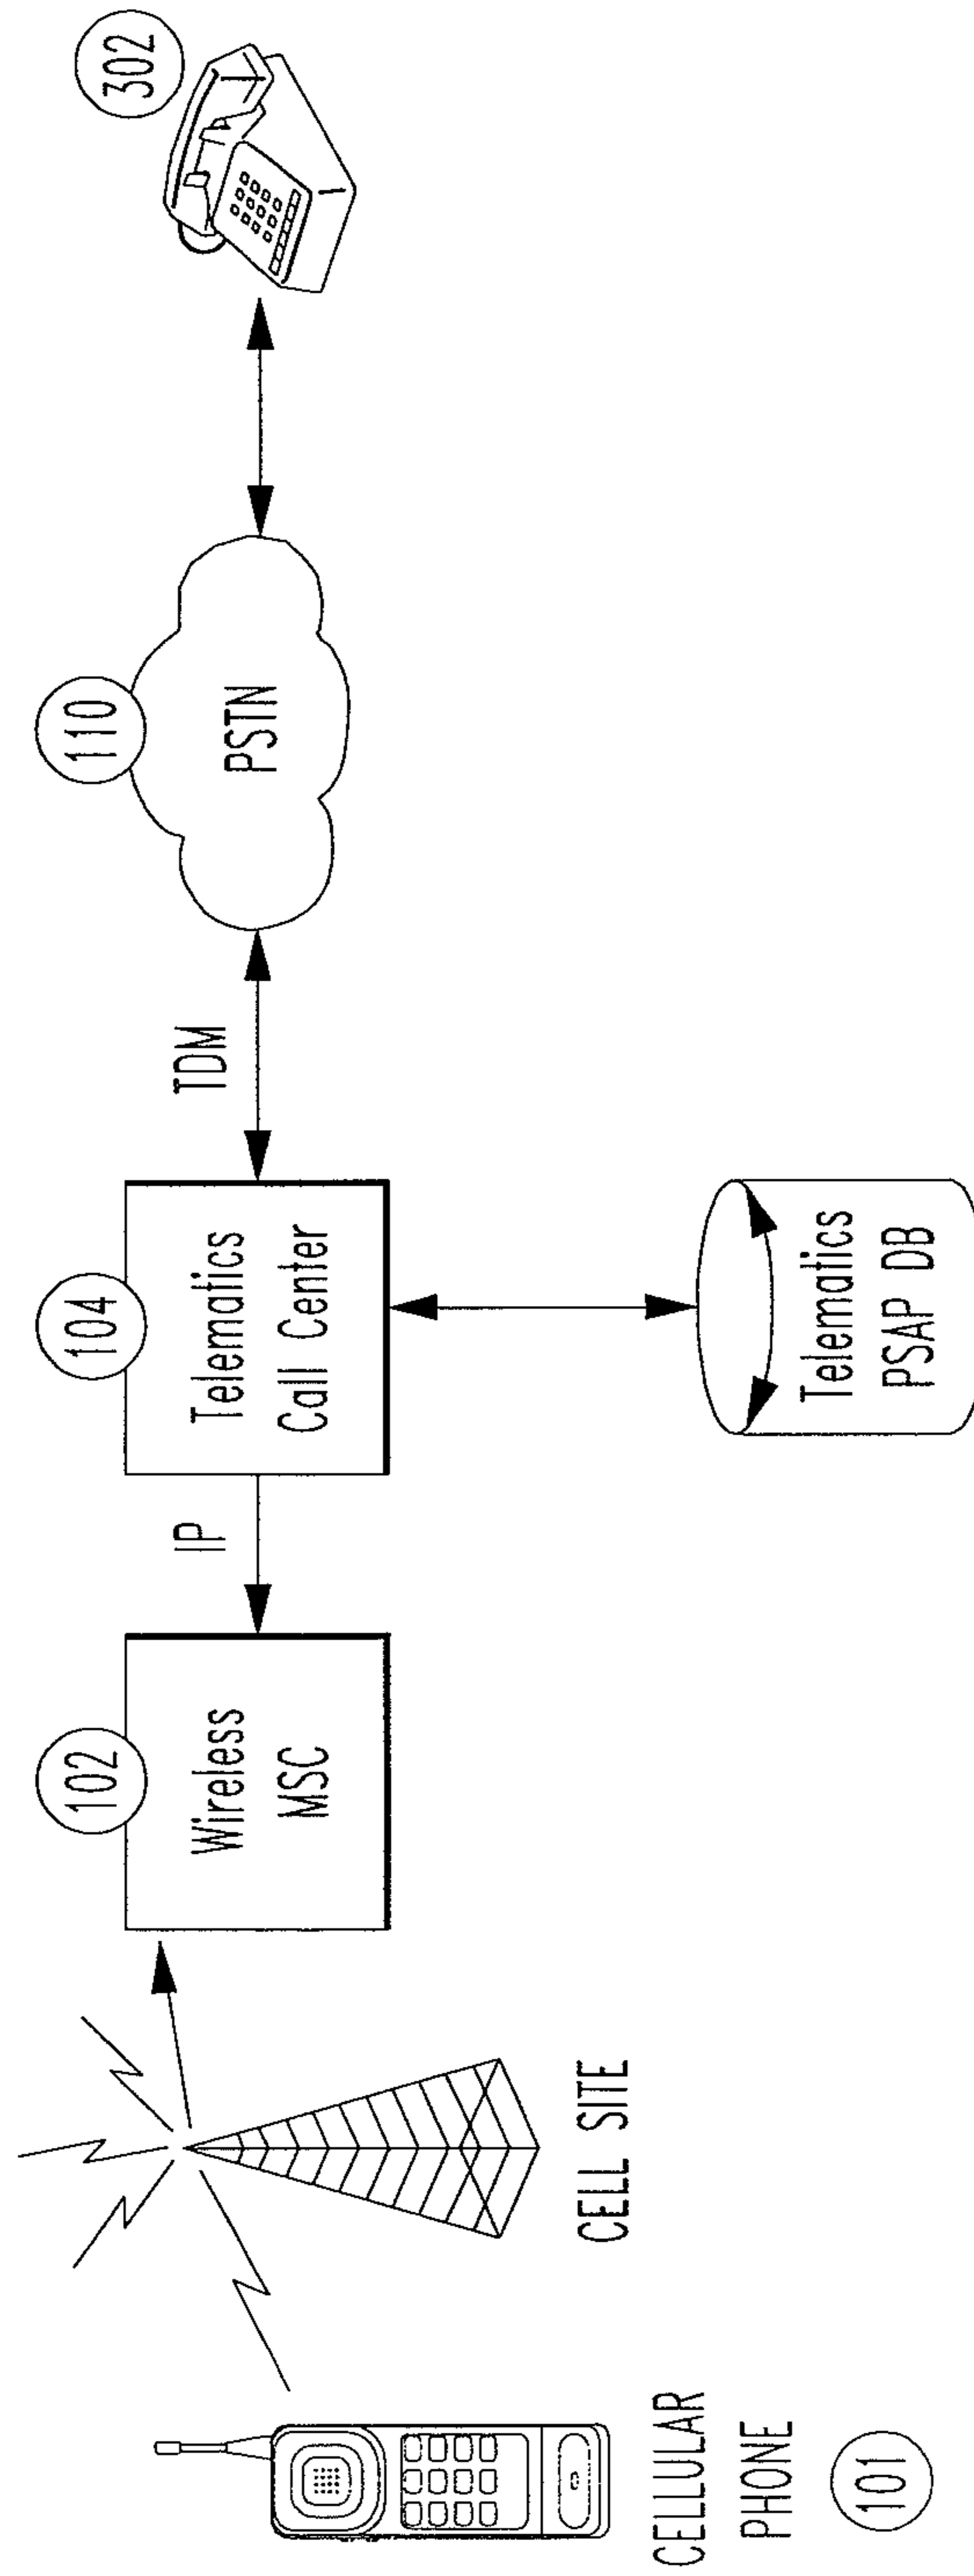 CELLULAR
PHONE
101
CELL SITE
102
Wireless
MSC
IP
104
Telematics
Call Center
TDM
110
PSTN
302
Telematics
PSAP DB